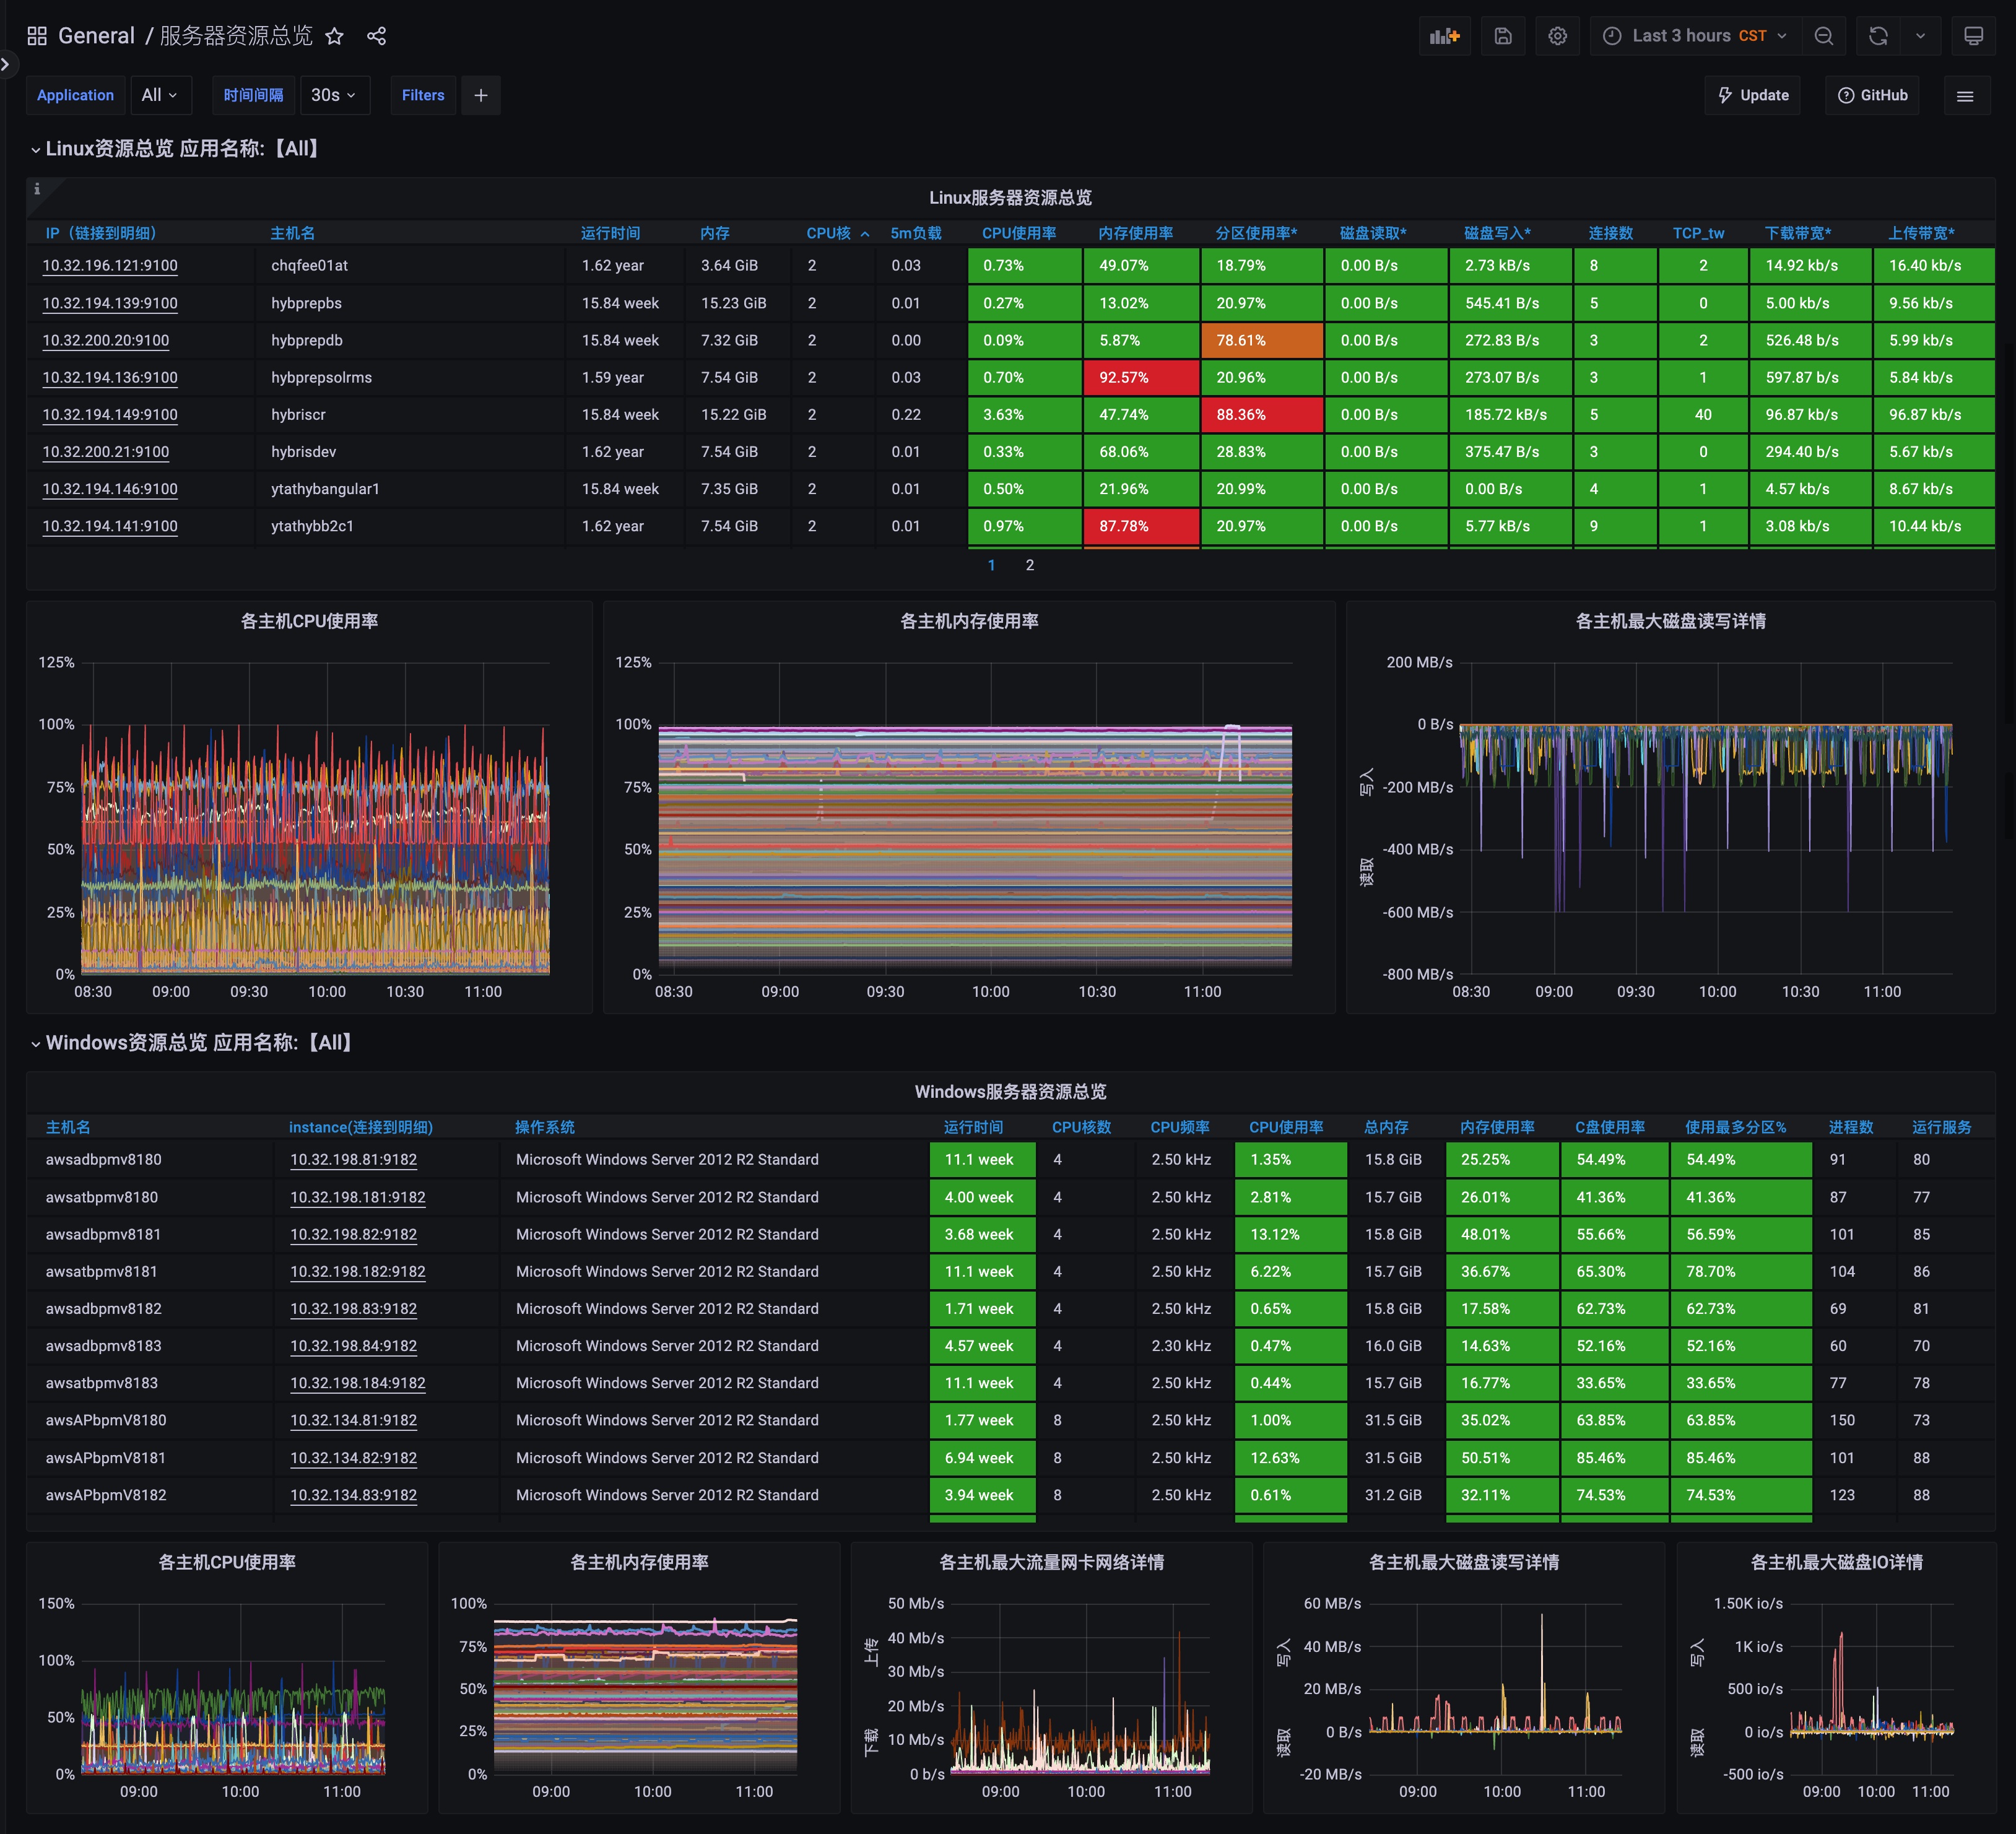 General / 服务器资源总览
Last 3 hours CST
Application All 时间间隔 30s Filters +
Update GitHub
Linux资源总览 应用名称:【All】
Linux服务器资源总览
IP（链接到明细） 主机名 运行时间 内存 CPU核 5m负载 CPU使用率 内存使用率 分区使用率* 磁盘读取* 磁盘写入* 连接数 TCP_tw 下载带宽* 上传带宽*
10.32.196.121:9100 chqfee01at 1.62 year 3.64 GiB 2 0.03 0.73% 49.07% 18.79% 0.00 B/s 2.73 kB/s 8 2 14.92 kb/s 16.40 kb/s
10.32.194.139:9100 hybprepbs 15.84 week 15.23 GiB 2 0.01 0.27% 13.02% 20.97% 0.00 B/s 545.41 B/s 5 0 5.00 kb/s 9.56 kb/s
10.32.200.20:9100 hybprepdb 15.84 week 7.32 GiB 2 0.00 0.09% 5.87% 78.61% 0.00 B/s 272.83 B/s 3 2 526.48 b/s 5.99 kb/s
10.32.194.136:9100 hybprepsolrms 1.59 year 7.54 GiB 2 0.03 0.70% 92.57% 20.96% 0.00 B/s 273.07 B/s 3 1 597.87 b/s 5.84 kb/s
10.32.194.149:9100 hybriscr 15.84 week 15.22 GiB 2 0.22 3.63% 47.74% 88.36% 0.00 B/s 185.72 kB/s 5 40 96.87 kb/s 96.87 kb/s
10.32.200.21:9100 hybrisdev 1.62 year 7.54 GiB 2 0.01 0.33% 68.06% 28.83% 0.00 B/s 375.47 B/s 3 0 294.40 b/s 5.67 kb/s
10.32.194.146:9100 ytathybangular1 15.84 week 7.35 GiB 2 0.01 0.50% 21.96% 20.99% 0.00 B/s 0.00 B/s 4 1 4.57 kb/s 8.67 kb/s
10.32.194.141:9100 ytathybb2c1 1.62 year 7.54 GiB 2 0.01 0.97% 87.78% 20.97% 0.00 B/s 5.77 kB/s 9 1 3.08 kb/s 10.44 kb/s
1 2
各主机CPU使用率
125%
100%
75%
50%
25%
0%
08:30 09:00 09:30 10:00 10:30 11:00
各主机内存使用率
125%
100%
75%
50%
25%
0%
08:30 09:00 09:30 10:00 10:30 11:00
各主机最大磁盘读写详情
写入
读取
200 MB/s
0 B/s
-200 MB/s
-400 MB/s
-600 MB/s
-800 MB/s
08:30 09:00 09:30 10:00 10:30 11:00
Windows资源总览 应用名称:【All】
Windows服务器资源总览
主机名 instance(连接到明细) 操作系统 运行时间 CPU核数 CPU频率 CPU使用率 总内存 内存使用率 C盘使用率 使用最多分区% 进程数 运行服务
awsadbpmv8180 10.32.198.81:9182 Microsoft Windows Server 2012 R2 Standard 11.1 week 4 2.50 kHz 1.35% 15.8 GiB 25.25% 54.49% 54.49% 91 80
awsatbpmv8180 10.32.198.181:9182 Microsoft Windows Server 2012 R2 Standard 4.00 week 4 2.50 kHz 2.81% 15.7 GiB 26.01% 41.36% 41.36% 87 77
awsadbpmv8181 10.32.198.82:9182 Microsoft Windows Server 2012 R2 Standard 3.68 week 4 2.50 kHz 13.12% 15.8 GiB 48.01% 55.66% 56.59% 101 85
awsatbpmv8181 10.32.198.182:9182 Microsoft Windows Server 2012 R2 Standard 11.1 week 4 2.50 kHz 6.22% 15.7 GiB 36.67% 65.30% 78.70% 104 86
awsadbpmv8182 10.32.198.83:9182 Microsoft Windows Server 2012 R2 Standard 1.71 week 4 2.50 kHz 0.65% 15.8 GiB 17.58% 62.73% 62.73% 69 81
awsadbpmv8183 10.32.198.84:9182 Microsoft Windows Server 2012 R2 Standard 4.57 week 4 2.30 kHz 0.47% 16.0 GiB 14.63% 52.16% 52.16% 60 70
awsatbpmv8183 10.32.198.184:9182 Microsoft Windows Server 2012 R2 Standard 11.1 week 4 2.50 kHz 0.44% 15.7 GiB 16.77% 33.65% 33.65% 77 78
awsAPbpmV8180 10.32.134.81:9182 Microsoft Windows Server 2012 R2 Standard 1.77 week 8 2.50 kHz 1.00% 31.5 GiB 35.02% 63.85% 63.85% 150 73
awsAPbpmV8181 10.32.134.82:9182 Microsoft Windows Server 2012 R2 Standard 6.94 week 8 2.50 kHz 12.63% 31.5 GiB 50.51% 85.46% 85.46% 101 88
awsAPbpmV8182 10.32.134.83:9182 Microsoft Windows Server 2012 R2 Standard 3.94 week 8 2.50 kHz 0.61% 31.2 GiB 32.11% 74.53% 74.53% 123 88
各主机CPU使用率
150%
100%
50%
0%
09:00 10:00 11:00
各主机内存使用率
100%
75%
50%
25%
0%
09:00 10:00 11:00
各主机最大流量网卡网络详情
上传
下载
50 Mb/s
40 Mb/s
30 Mb/s
20 Mb/s
10 Mb/s
0 b/s
09:00 10:00 11:00
各主机最大磁盘读写详情
写入
读取
60 MB/s
40 MB/s
20 MB/s
0 B/s
-20 MB/s
09:00 10:00 11:00
各主机最大磁盘IO详情
写入
读取
1.50K io/s
1K io/s
500 io/s
0 io/s
-500 io/s
09:00 10:00 11:00